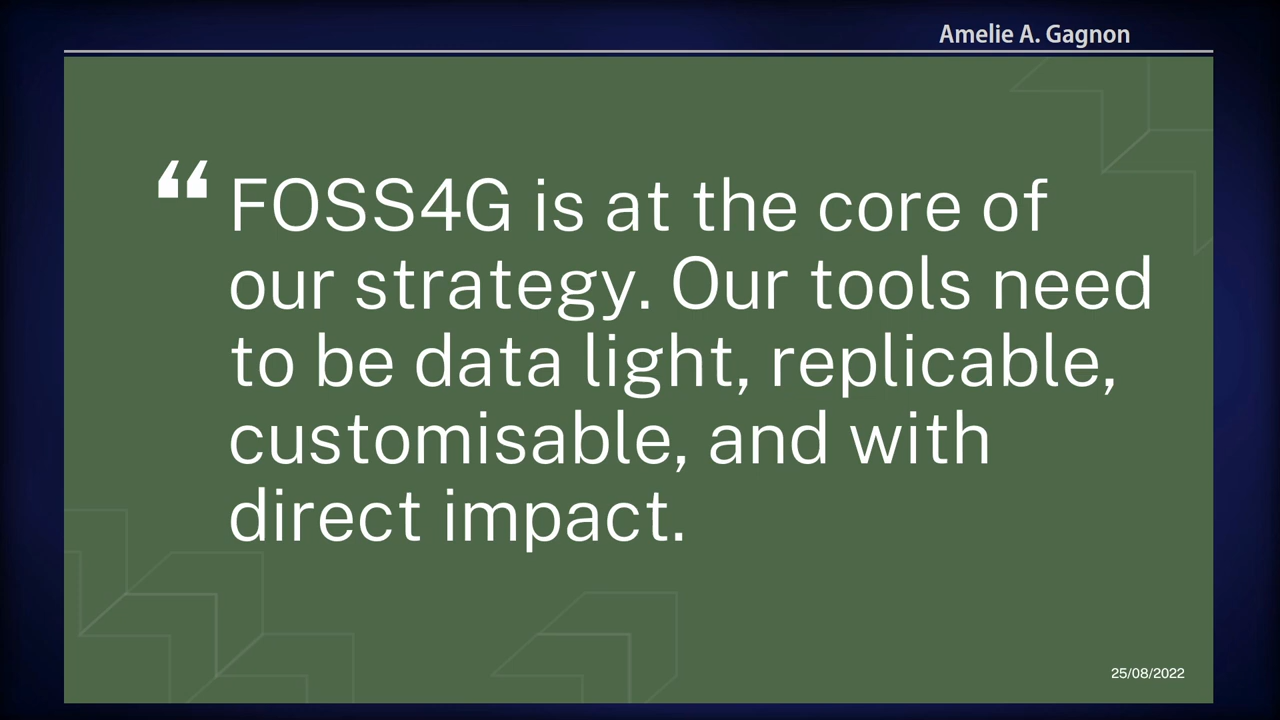 Amelie A. Gagnon
“ FOSS4G is at the core of
our strategy. Our tools need
to be data light, replicable,
customisable, and with
direct impact.
25/08/2022